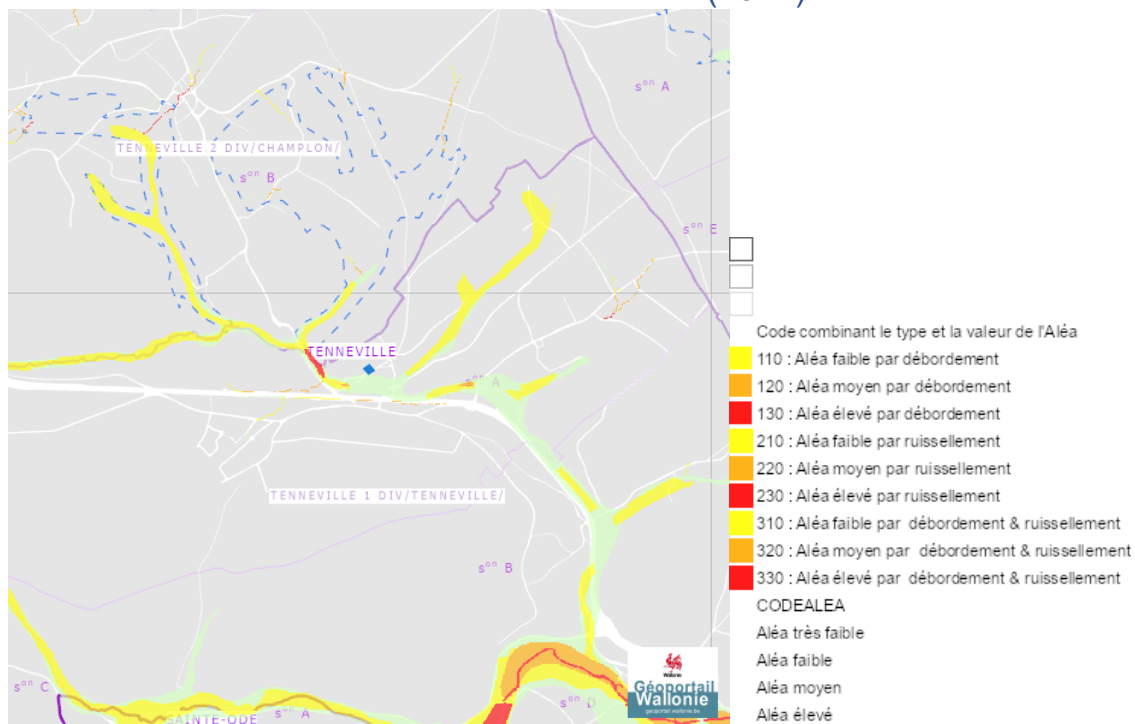 sᵒⁿ A
TENNEVILLE 2 DIV/CHAMPLON/
sᵒⁿ B
sᵒⁿ E
TENNEVILLE
sᵒⁿ A
TENNEVILLE 1 DIV/TENNEVILLE/
sᵒⁿ B
sᵒⁿ C
SAINTE-ODE
sᵒⁿ A
sᵒⁿ D
Wallonie
Géoportail
Wallonie
geoportail.wallonie.be
Code combinant le type et la valeur de l'Aléa
110 : Aléa faible par débordement
120 : Aléa moyen par débordement
130 : Aléa élevé par débordement
210 : Aléa faible par ruissellement
220 : Aléa moyen par ruissellement
230 : Aléa élevé par ruissellement
310 : Aléa faible par débordement & ruissellement
320 : Aléa moyen par débordement & ruissellement
330 : Aléa élevé par débordement & ruissellement
CODEALEA
Aléa très faible
Aléa faible
Aléa moyen
Aléa élevé